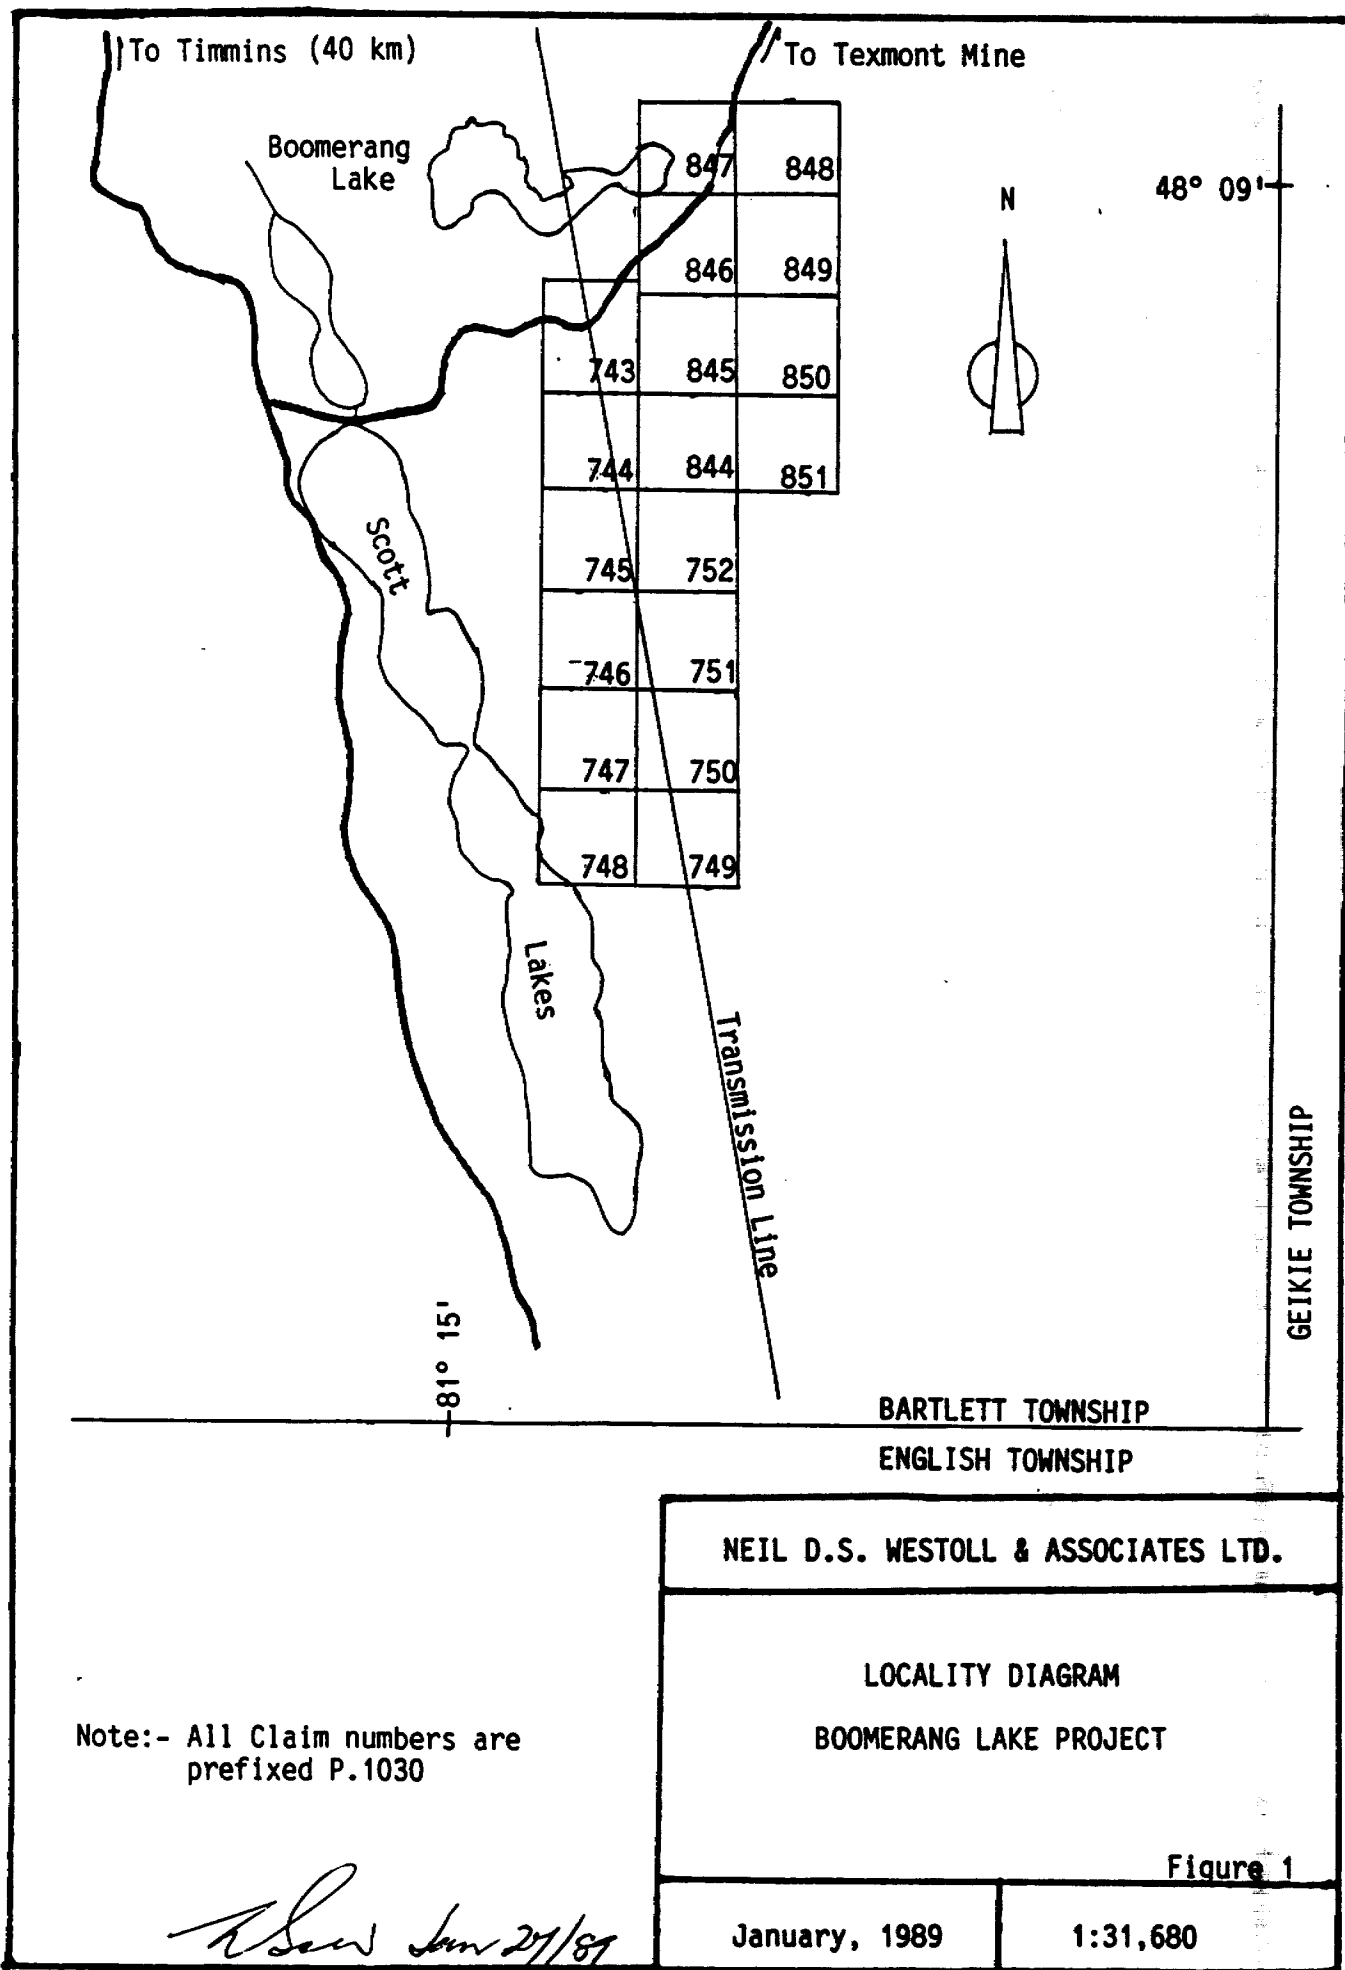 To Timmins (40 km)
To Texmont Mine
Boomerang
Lake
847 848
48° 09'
N
846 849
743 845 850
744 844 851
Scott
745 752
746 751
747 750
748 749
Lakes
Transmission Line
GEIKIE TOWNSHIP
81° 15'
BARTLETT TOWNSHIP
ENGLISH TOWNSHIP
NEIL D.S. WESTOLL & ASSOCIATES LTD.
LOCALITY DIAGRAM
BOOMERANG LAKE PROJECT
Note:- All Claim numbers are
prefixed P.1030
Figure 1
Jan 27/89
January, 1989
1:31,680